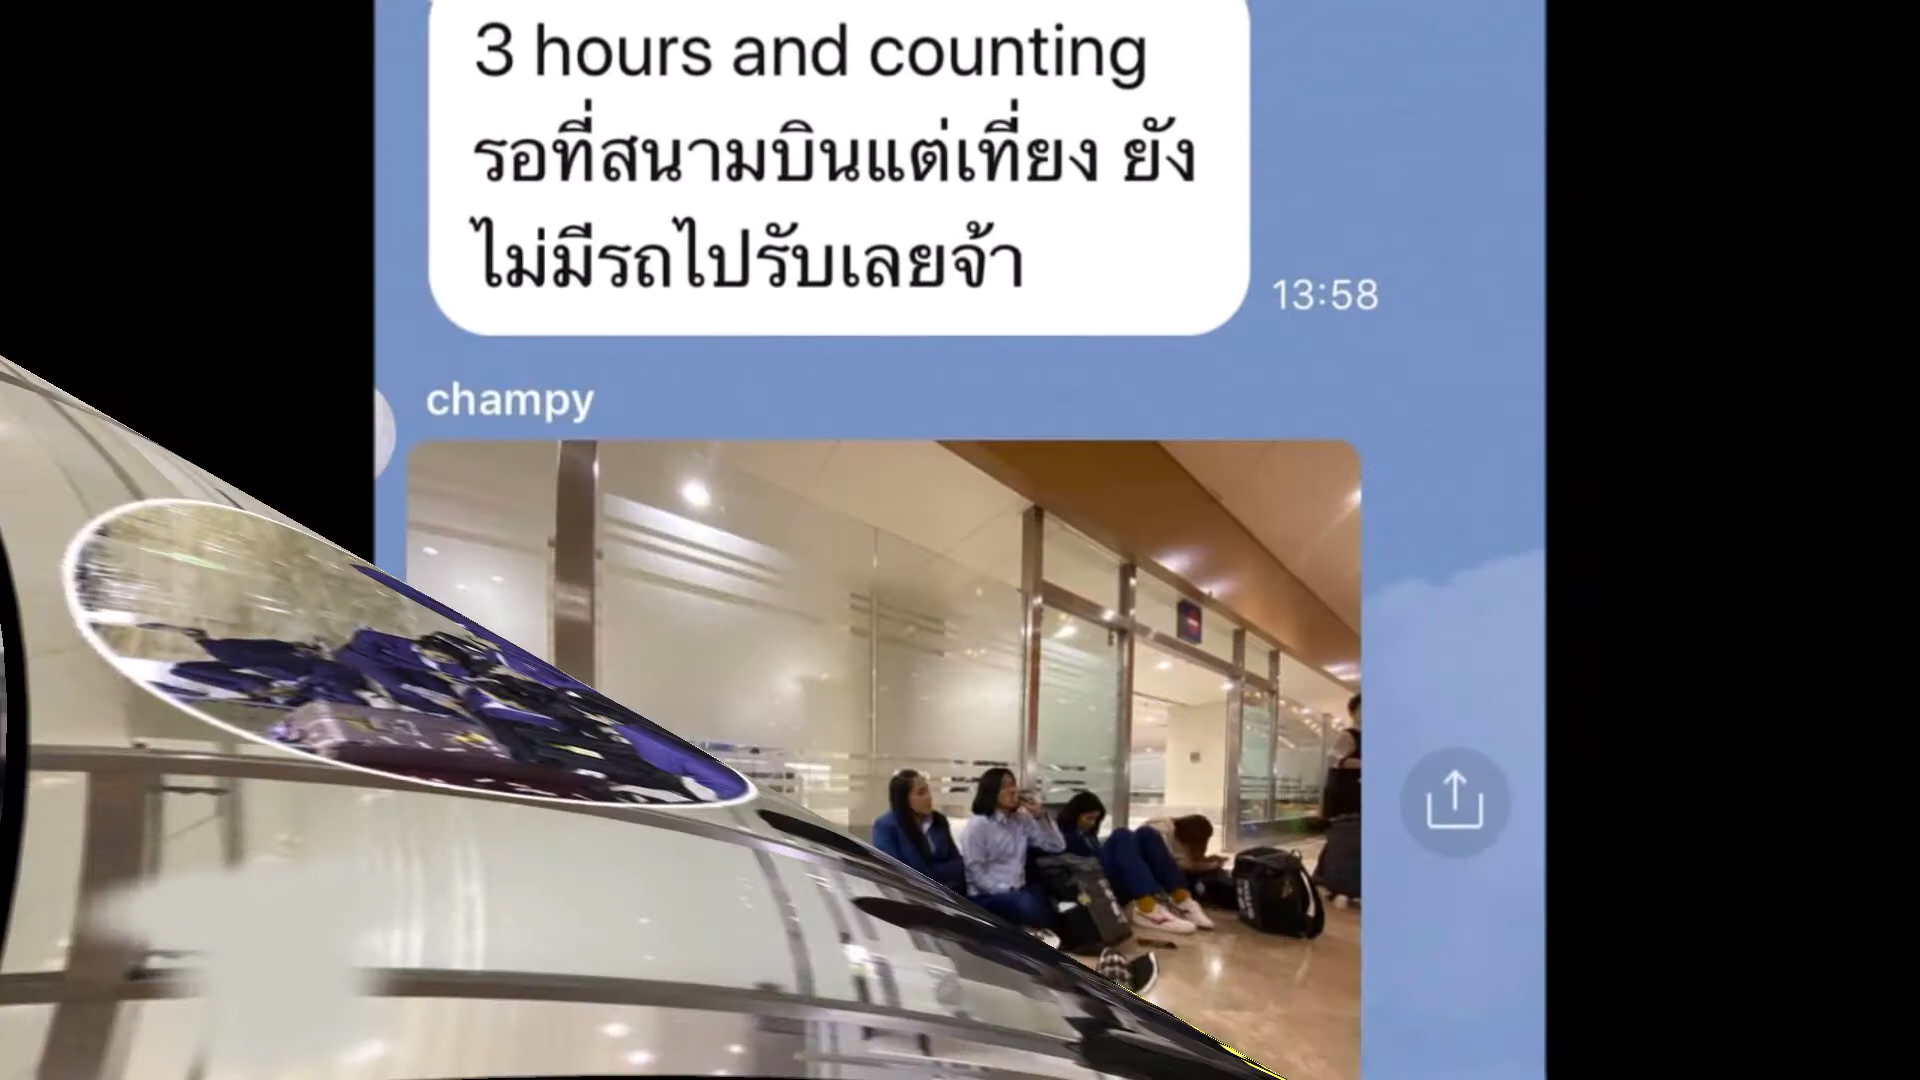 3 hours and counting
รอที่สนามบินแต่เที่ยง ยัง
ไม่มีรถไปรับเลยจ้า
13:58
champy